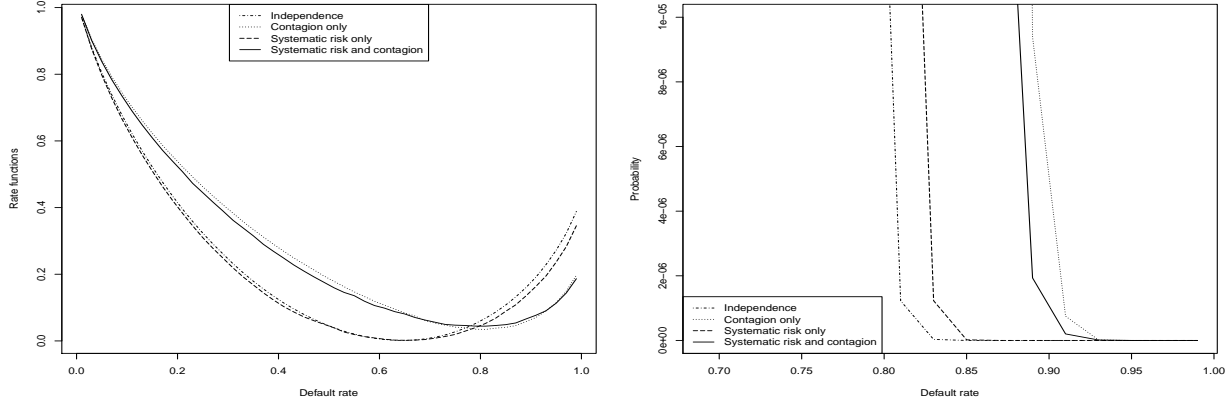 Independence
Contagion only
Systematic risk only
Systematic risk and contagion
Rate functions
1.0
0.8
0.6
0.4
0.2
0.0
0.0 0.2 0.4 0.6 0.8 1.0
Default rate
Probability
1e-05
8e-06
6e-06
4e-06
2e-06
0e+00
Independence
Contagion only
Systematic risk only
Systematic risk and contagion
0.70 0.75 0.80 0.85 0.90 0.95 1.00
Default rate